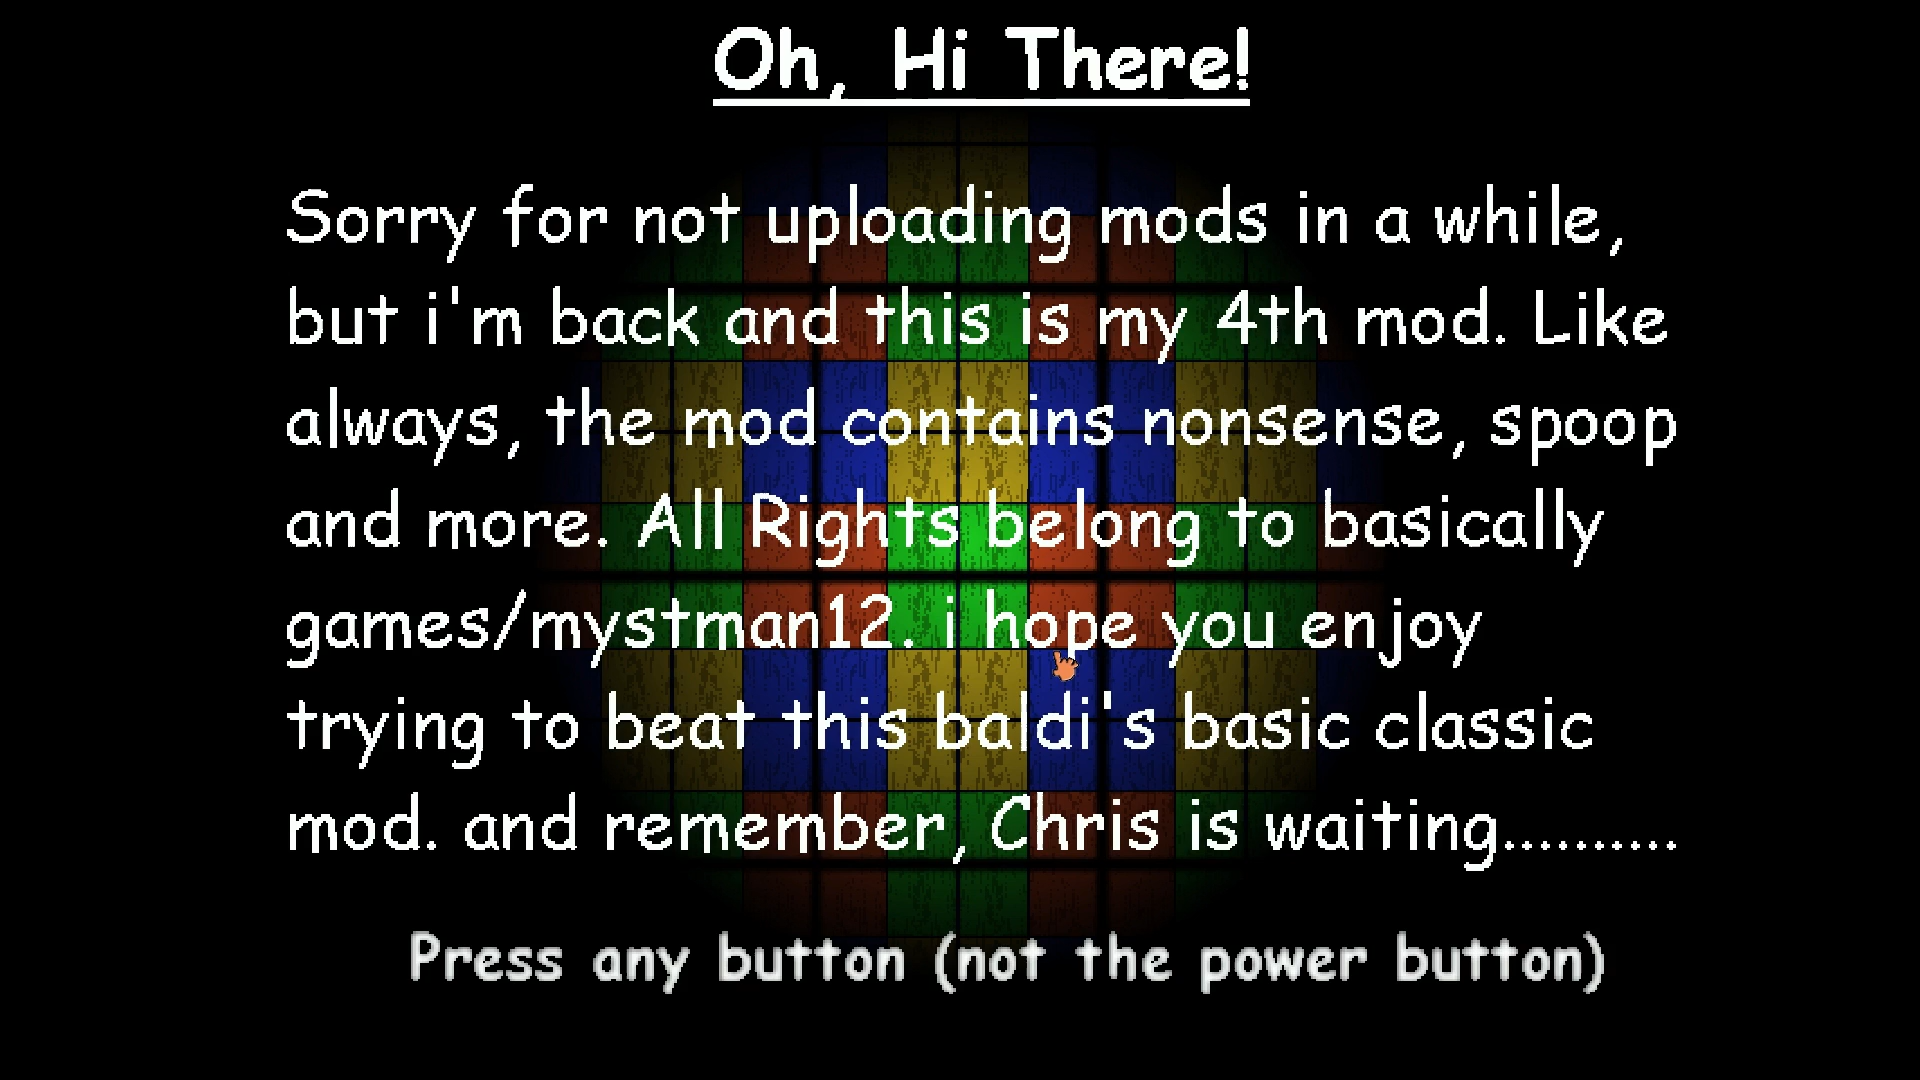 Oh, Hi There!
Sorry for not uploading mods in a while,
but i'm back and this is my 4th mod. Like
always, the mod contains nonsense, spoop
and more. All Rights belong to basically
games/mystman12. i hope you enjoy
trying to beat this baldi's basic classic
mod. and remember, Chris is waiting..........
Press any button (not the power button)